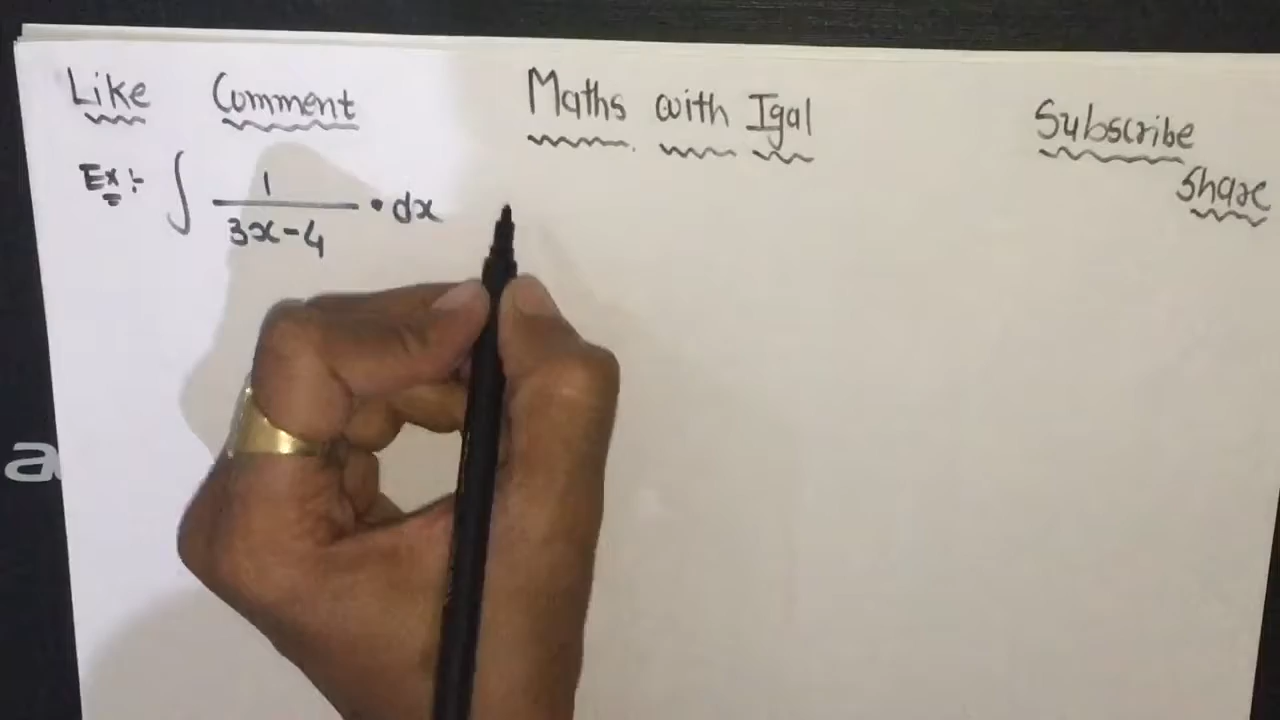 Like Comment Maths with Igal Subscribe
Share
Ex :- ∫ 1/(3x-4) · dx
a